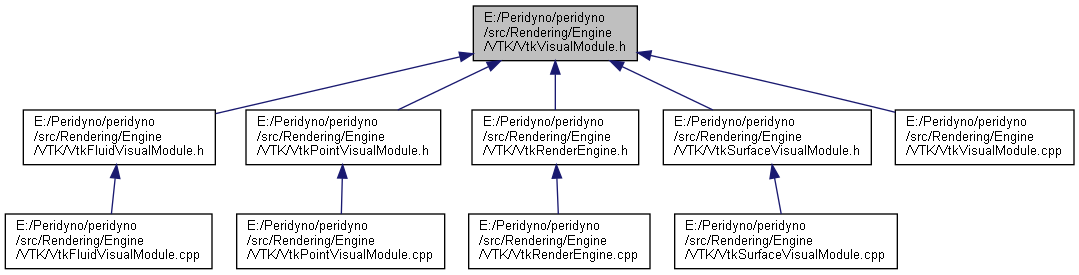 E:/Peridyno/peridyno
/src/Rendering/Engine
/VTK/VtkVisualModule.h
E:/Peridyno/peridyno
/src/Rendering/Engine
/VTK/VtkFluidVisualModule.h
E:/Peridyno/peridyno
/src/Rendering/Engine
/VTK/VtkPointVisualModule.h
E:/Peridyno/peridyno
/src/Rendering/Engine
/VTK/VtkRenderEngine.h
E:/Peridyno/peridyno
/src/Rendering/Engine
/VTK/VtkSurfaceVisualModule.h
E:/Peridyno/peridyno
/src/Rendering/Engine
/VTK/VtkVisualModule.cpp
E:/Peridyno/peridyno
/src/Rendering/Engine
/VTK/VtkFluidVisualModule.cpp
E:/Peridyno/peridyno
/src/Rendering/Engine
/VTK/VtkPointVisualModule.cpp
E:/Peridyno/peridyno
/src/Rendering/Engine
/VTK/VtkRenderEngine.cpp
E:/Peridyno/peridyno
/src/Rendering/Engine
/VTK/VtkSurfaceVisualModule.cpp